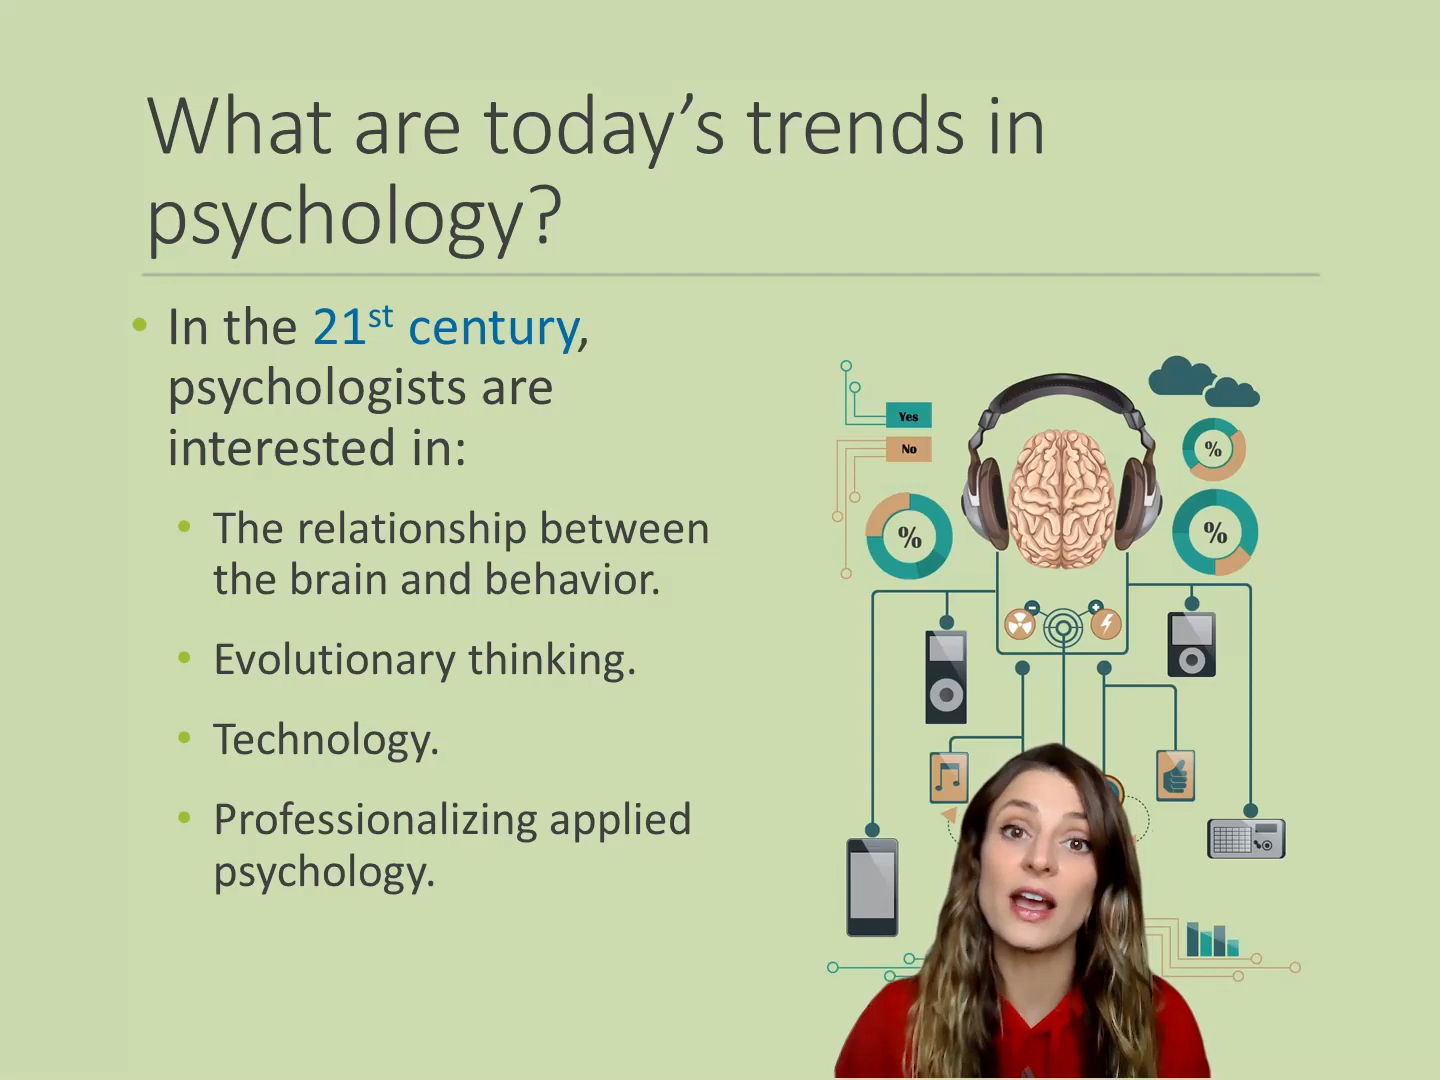 What are today’s trends in
psychology?
• In the 21st century,
psychologists are
interested in:
• The relationship between
the brain and behavior.
• Evolutionary thinking.
• Technology.
• Professionalizing applied
psychology.
Yes
No
%
%
%